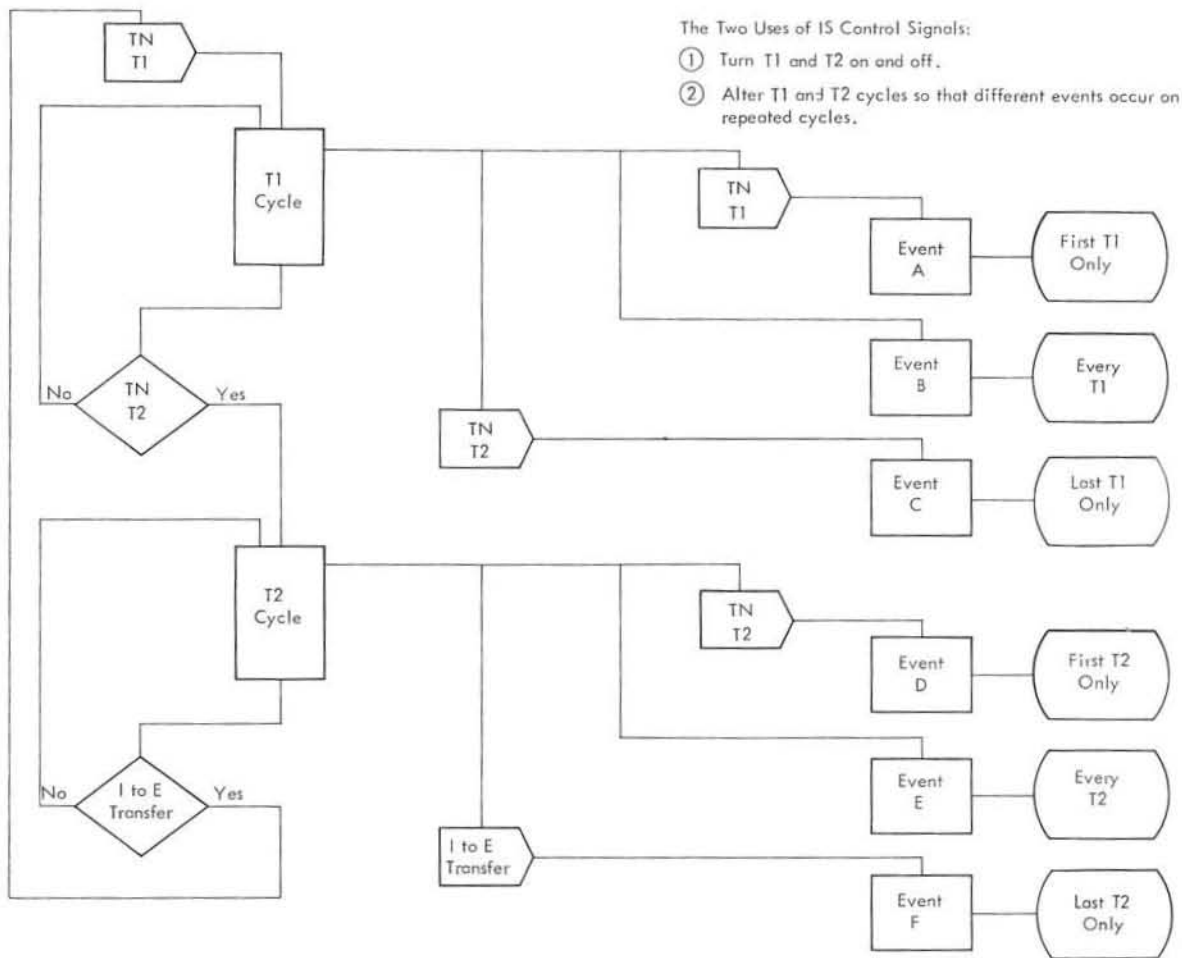 The Two Uses of IS Control Signals:
① Turn T1 and T2 on and off.
② Alter T1 and T2 cycles so that different events occur on
repeated cycles.
TN
T1
T1
Cycle
TN
T1
Event
A
First T1
Only
Event
B
Every
T1
No
TN
T2
Yes
TN
T2
Event
C
Last T1
Only
T2
Cycle
TN
T2
Event
D
First T2
Only
Event
E
Every
T2
No
I to E
Transfer
Yes
I to E
Transfer
Event
F
Last T2
Only